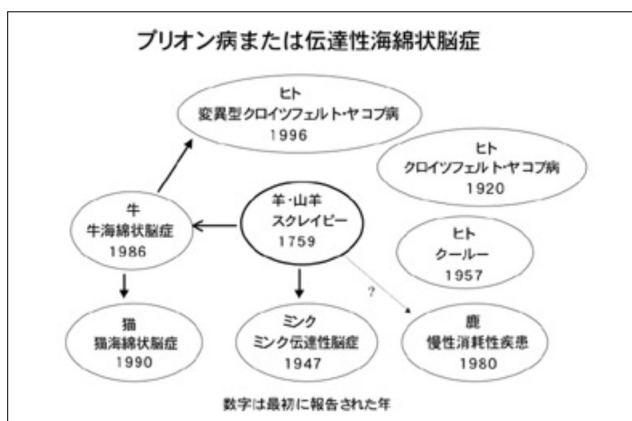 プリオン病または伝達性海綿状脳症
ヒト
変異型クロイツフェルト・ヤコブ病
1996
ヒト
クロイツフェルト・ヤコブ病
1920
羊・山羊
スクレイピー
1759
牛
牛海綿状脳症
1986
ヒト
クールー
1957
?
猫
猫海綿状脳症
1990
ミンク
ミンク伝達性脳症
1947
鹿
慢性消耗性疾患
1980
数字は最初に報告された年